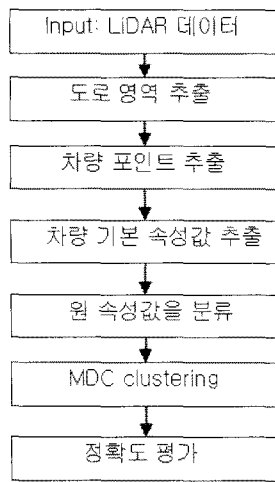 Input: LiDAR 데이터
도로 영역 추출
차량 포인트 추출
차량 기본 속성값 추출
원 속성값을 분류
MDC clustering
정확도 평가